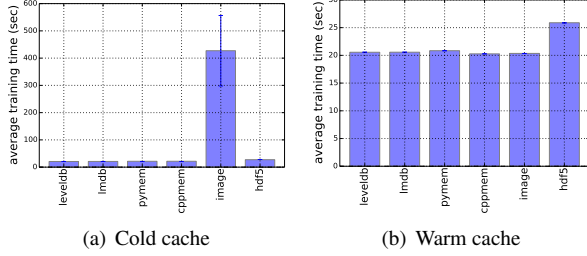 average training time (sec)
600
500
400
300
200
100
0
leveldb
lmdb
pymem
cppmem
image
hdf5
(a) Cold cache
average training time (sec)
30
25
20
15
10
5
0
leveldb
lmdb
pymem
cppmem
image
hdf5
(b) Warm cache